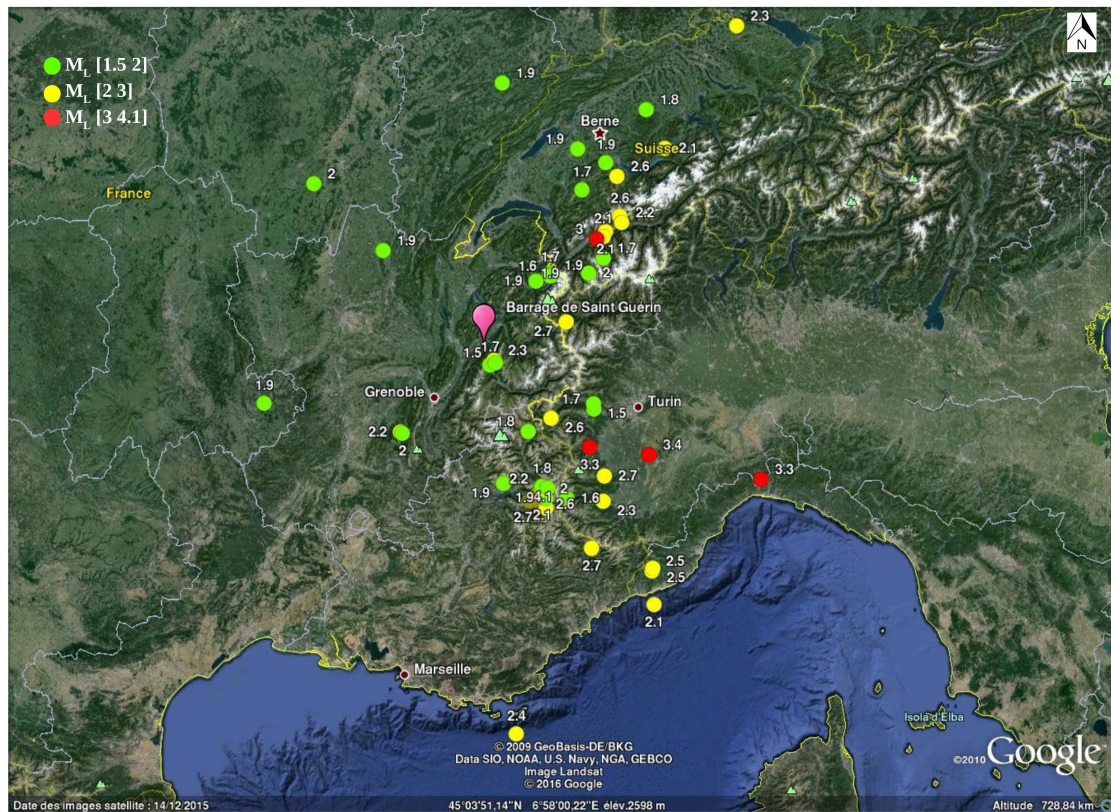 2.3
M_L [1.5 2]
M_L [2 3]
M_L [3 4.1]
N
1.9
1.8
Berne
1.9
1.9
Suisse
2.1
2.6
1.7
2
France
2.6
2.1
2.2
3
1.9
2.1
1.7
1.7
1.6
1.9
1.9
2
1.9
Barrage de Saint Guérin
2.7
1.7
1.5
2.3
Grenoble
1.9
1.7
Turin
1.5
1.8
2.6
2.2
2
3.4
3.3
1.8
2.7
3.3
2.2
1.9
2
1.9
4.1
2.6
1.6
2.3
2.7
2.1
2.7
2.5
2.5
2.1
Marseille
2.4
Isola d'Elba
© 2009 GeoBasis-DE/BKG
Data SIO, NOAA, U.S. Navy, NGA, GEBCO
Image Landsat
© 2016 Google
©2010 Google
Date des images satellite : 14/12/2015 45°03'51,14"N 6°58'00,22"E élév.2598 m Altitude 728,84 km